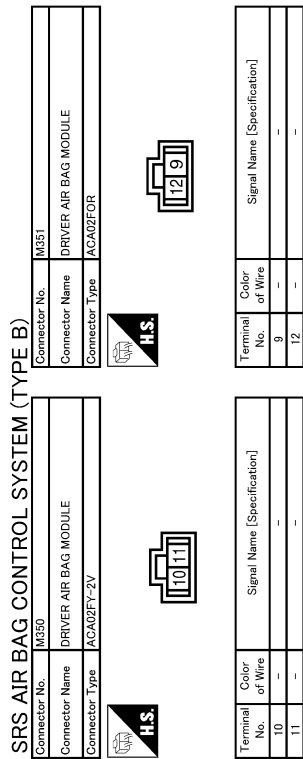 SRS AIR BAG CONTROL SYSTEM (TYPE B)
Connector No. M350
Connector Name DRIVER AIR BAG MODULE
Connector Type ACA02FY-2V
H.S.
10 11
Terminal No. Color of Wire Signal Name [Specification]
10 - -
11 - -
Connector No. M351
Connector Name DRIVER AIR BAG MODULE
Connector Type ACA02FOR
H.S.
12 9
Terminal No. Color of Wire Signal Name [Specification]
9 - -
12 - -